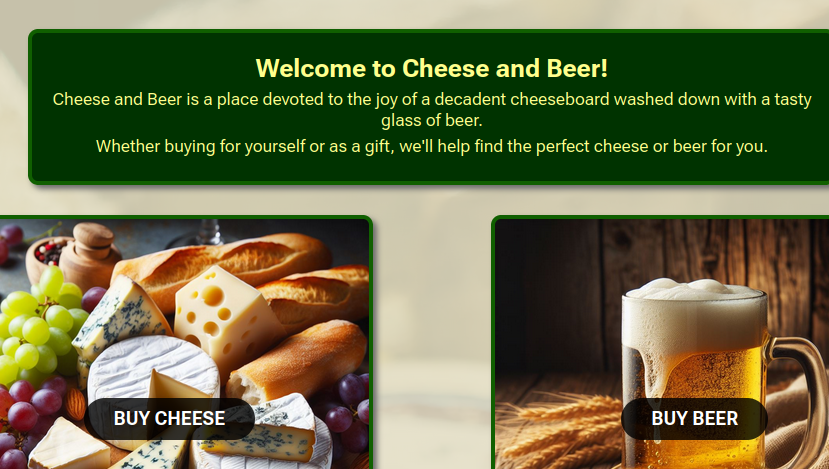 Welcome to Cheese and Beer!
Cheese and Beer is a place devoted to the joy of a decadent cheeseboard washed down with a tasty
glass of beer.
Whether buying for yourself or as a gift, we'll help find the perfect cheese or beer for you.
BUY CHEESE
BUY BEER